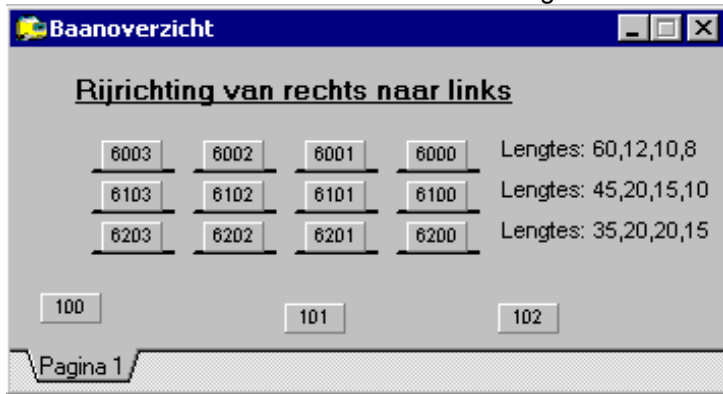 Baanoverzicht
Rijrichting van rechts naar links
6003 6002 6001 6000 Lengtes: 60,12,10,8
6103 6102 6101 6100 Lengtes: 45,20,15,10
6203 6202 6201 6200 Lengtes: 35,20,20,15
100 101 102
Pagina 1